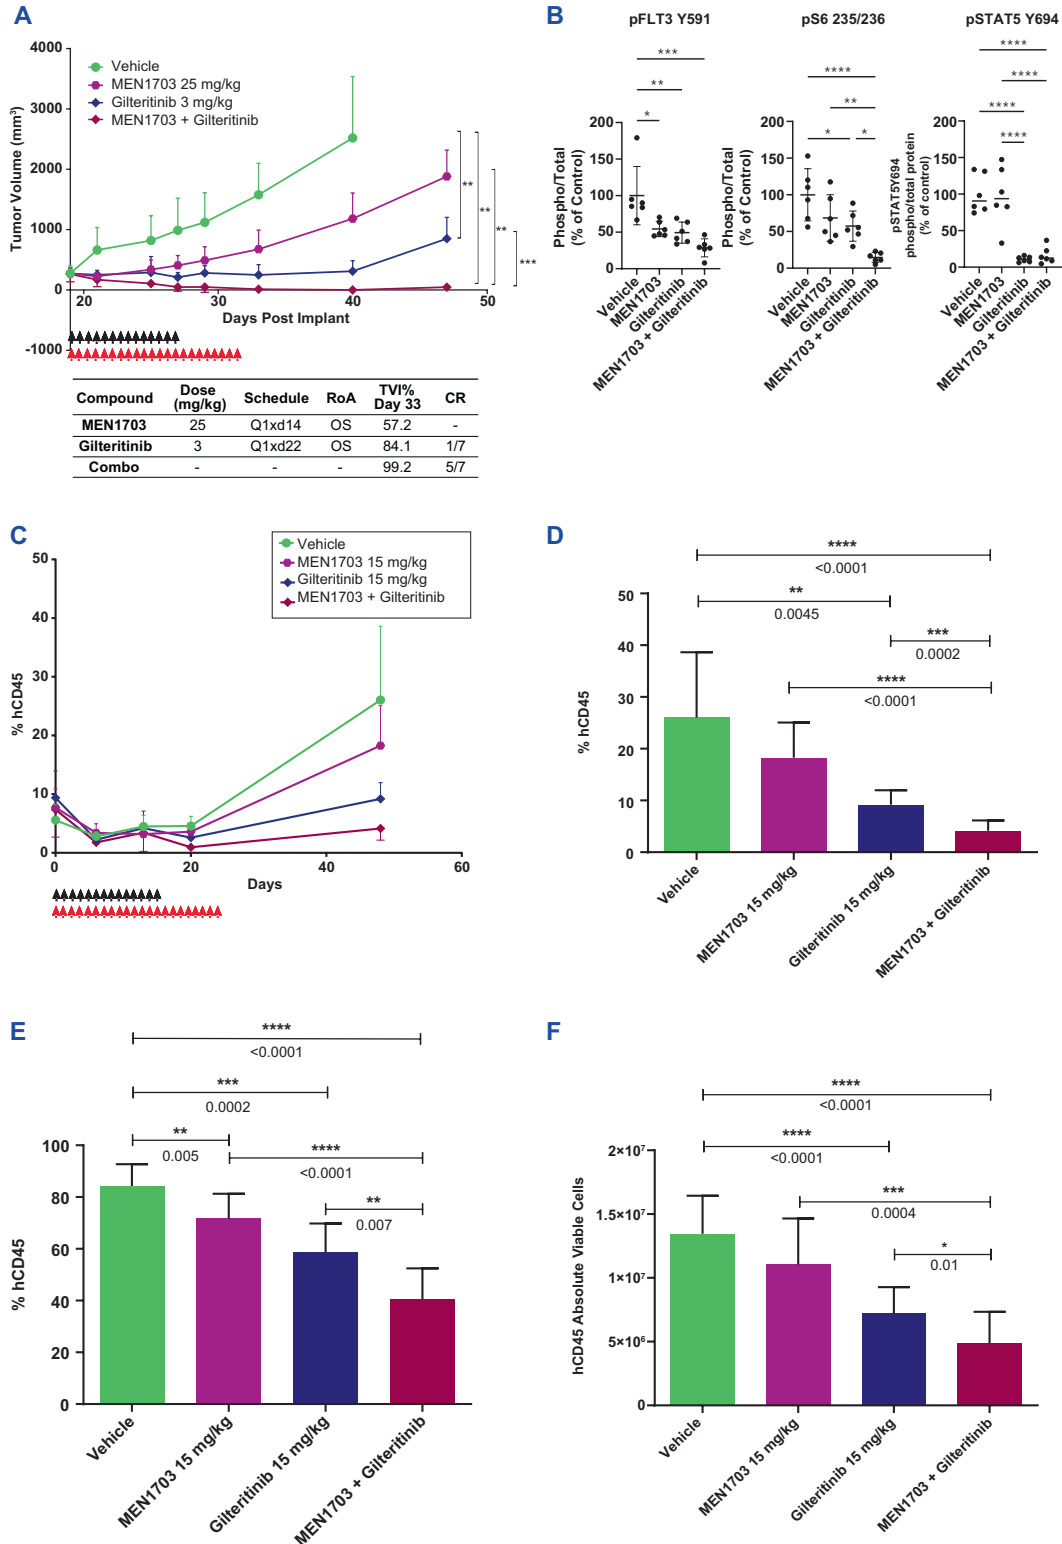 A
4000
3000
2000
1000
0
-1000
Tumor Volume (mm³)
Vehicle
MEN1703 25 mg/kg
Gilteritinib 3 mg/kg
MEN1703 + Gilteritinib
**
**
**
***
20
30
40
50
Days Post Implant
Compound Dose (mg/kg) Schedule RoA TVI% Day 33 CR
MEN1703 25 Q1xd14 OS 57.2 -
Gilteritinib 3 Q1xd22 OS 84.1 1/7
Combo - - - 99.2 5/7
B
pFLT3 Y591
***
**
*
200
150
100
50
0
Phospho/Total
(% of Control)
Vehicle
MEN1703
Gilteritinib
MEN1703 + Gilteritinib
pS6 235/236
****
**
*
*
200
150
100
50
0
Phospho/Total
(% of Control)
Vehicle
MEN1703
Gilteritinib
MEN1703 + Gilteritinib
pSTAT5 Y694
****
****
****
****
200
150
100
50
0
pSTAT5Y694
phospho/total protein
(% of control)
Vehicle
MEN1703
Gilteritinib
MEN1703 + Gilteritinib
C
50
40
30
20
10
0
% hCD45
Vehicle
MEN1703 15 mg/kg
Gilteritinib 15 mg/kg
MEN1703 + Gilteritinib
0
20
40
60
Days
D
****
<0.0001
**
0.0045
***
0.0002
****
<0.0001
50
40
30
20
10
0
% hCD45
Vehicle
MEN1703 15 mg/kg
Gilteritinib 15 mg/kg
MEN1703 + Gilteritinib
E
****
<0.0001
***
0.0002
**
0.005
****
<0.0001
**
0.007
100
80
60
40
20
0
% hCD45
Vehicle
MEN1703 15 mg/kg
Gilteritinib 15 mg/kg
MEN1703 + Gilteritinib
F
****
<0.0001
****
<0.0001
***
0.0004
*
0.01
2×10⁷
1.5×10⁷
1×10⁷
5×10⁶
0
hCD45 Absolute Viable Cells
Vehicle
MEN1703 15 mg/kg
Gilteritinib 15 mg/kg
MEN1703 + Gilteritinib